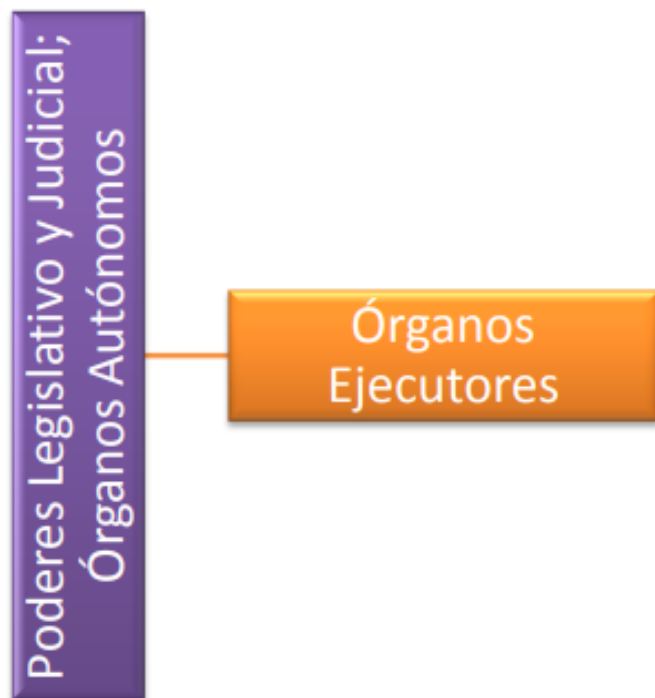 Poderes Legislativo y Judicial;
Órganos Autónomos
Órganos
Ejecutores